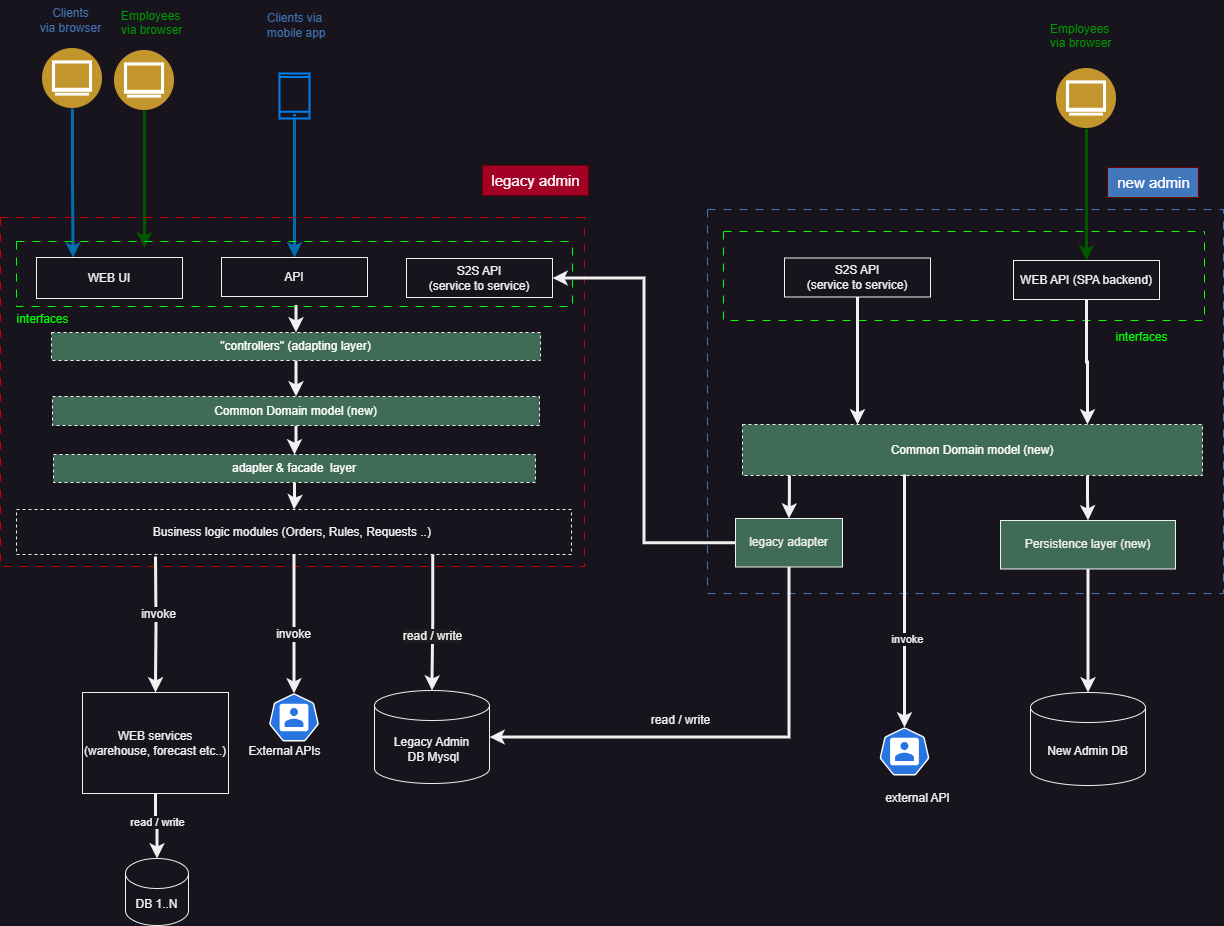 Clients
via browser
Employees
via browser
Clients via
mobile app
Employees
via browser
legacy admin
new admin
WEB UI
API
S2S API
(service to service)
S2S API
(service to service)
WEB API (SPA backend)
interfaces
interfaces
"controllers" (adapting layer)
Common Domain model (new)
adapter & facade  layer
Business logic modules (Orders, Rules, Requests ..)
Common Domain model (new)
legacy adapter
Persistence layer (new)
invoke
invoke
read / write
invoke
read / write
WEB services
(warehouse, forecast etc..)
External APIs
Legacy Admin
DB Mysql
external API
New Admin DB
read / write
DB 1..N